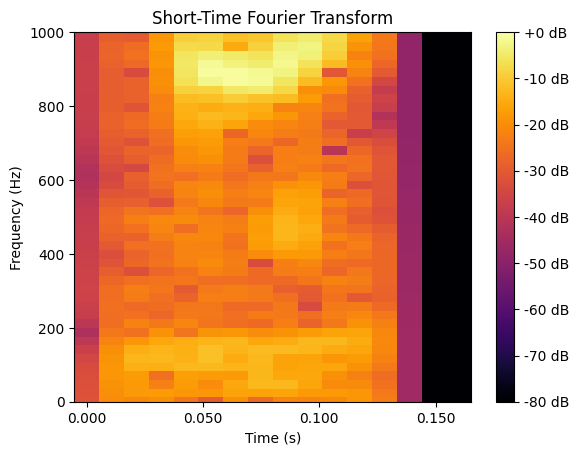 Short-Time Fourier Transform
1000
800
600
400
200
0
Frequency (Hz)
0.000
0.050
0.100
0.150
Time (s)
+0 dB
-10 dB
-20 dB
-30 dB
-40 dB
-50 dB
-60 dB
-70 dB
-80 dB